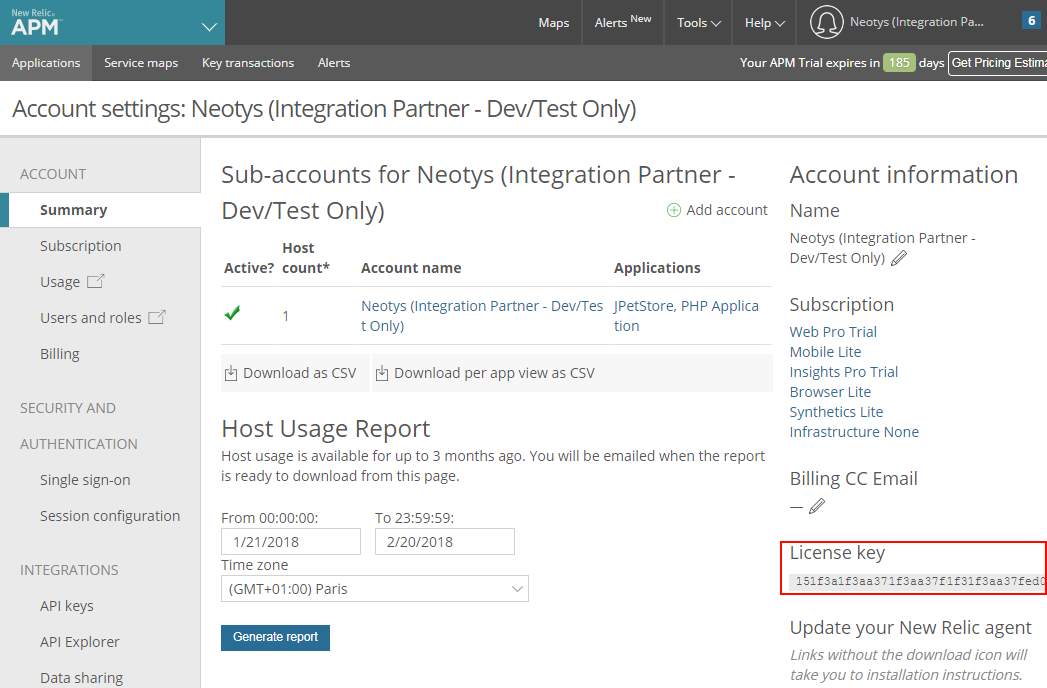 New Relic®
APM™
Maps
Alerts New
Tools
Help
Neotys (Integration Pa...
6
Applications
Service maps
Key transactions
Alerts
Your APM Trial expires in 185 days
Get Pricing Estima
Account settings: Neotys (Integration Partner - Dev/Test Only)
ACCOUNT
Summary
Subscription
Usage
Users and roles
Billing
SECURITY AND
AUTHENTICATION
Single sign-on
Session configuration
INTEGRATIONS
API keys
API Explorer
Data sharing
Sub-accounts for Neotys (Integration Partner -
Dev/Test Only)
Add account
Active?
Host
count*
Account name
Applications
1
Neotys (Integration Partner - Dev/Tes
t Only)
JPetStore, PHP Applica
tion
Download as CSV
Download per app view as CSV
Host Usage Report
Host usage is available for up to 3 months ago. You will be emailed when the report
is ready to download from this page.
From 00:00:00:
To 23:59:59:
1/21/2018
2/20/2018
Time zone
(GMT+01:00) Paris
Generate report
Account information
Name
Neotys (Integration Partner -
Dev/Test Only)
Subscription
Web Pro Trial
Mobile Lite
Insights Pro Trial
Browser Lite
Synthetics Lite
Infrastructure None
Billing CC Email
—
License key
151f3a1f3aa371f3aa37f1f31f3aa37fed0
Update your New Relic agent
Links without the download icon will
take you to installation instructions.